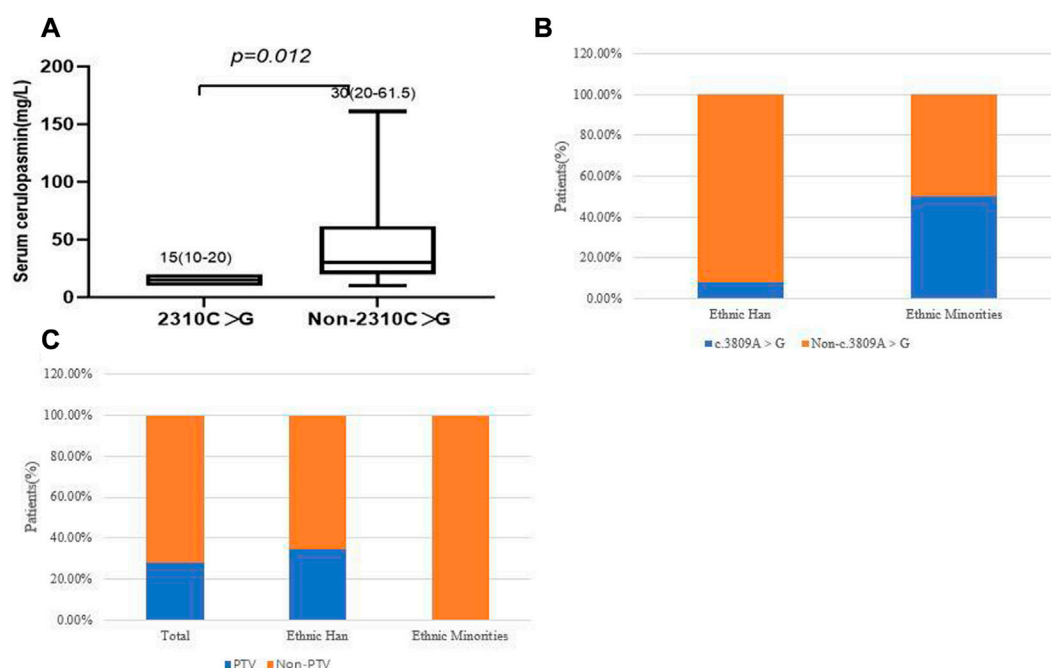 A
p=0.012
200
150
100
50
0
Serum cerulopasmin(mg/L)
30(20-61.5)
15(10-20)
2310C>G
Non-2310C>G
B
120.00%
100.00%
80.00%
60.00%
40.00%
20.00%
0.00%
Patients(%)
Ethnic Han
Ethnic Minorities
c.3809A > G
Non-c.3809A > G
C
120.00%
100.00%
80.00%
60.00%
40.00%
20.00%
0.00%
Patients(%)
Total
Ethnic Han
Ethnic Minorities
PTV
Non-PTV